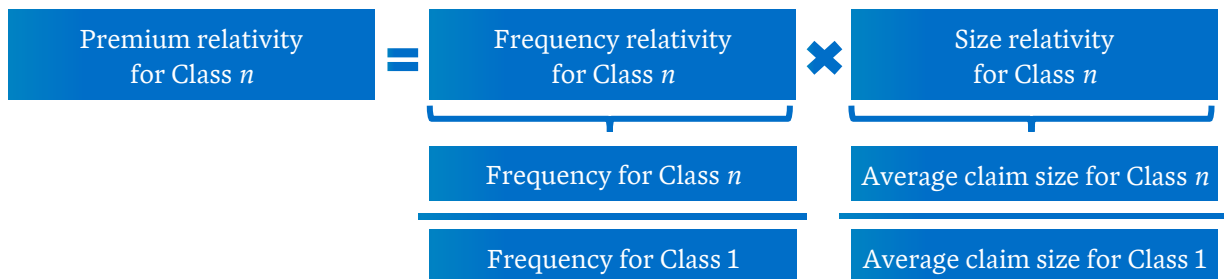 Premium relativity
for Class n
=
Frequency relativity
for Class n
×
Size relativity
for Class n
Frequency for Class n
Frequency for Class 1
Average claim size for Class n
Average claim size for Class 1